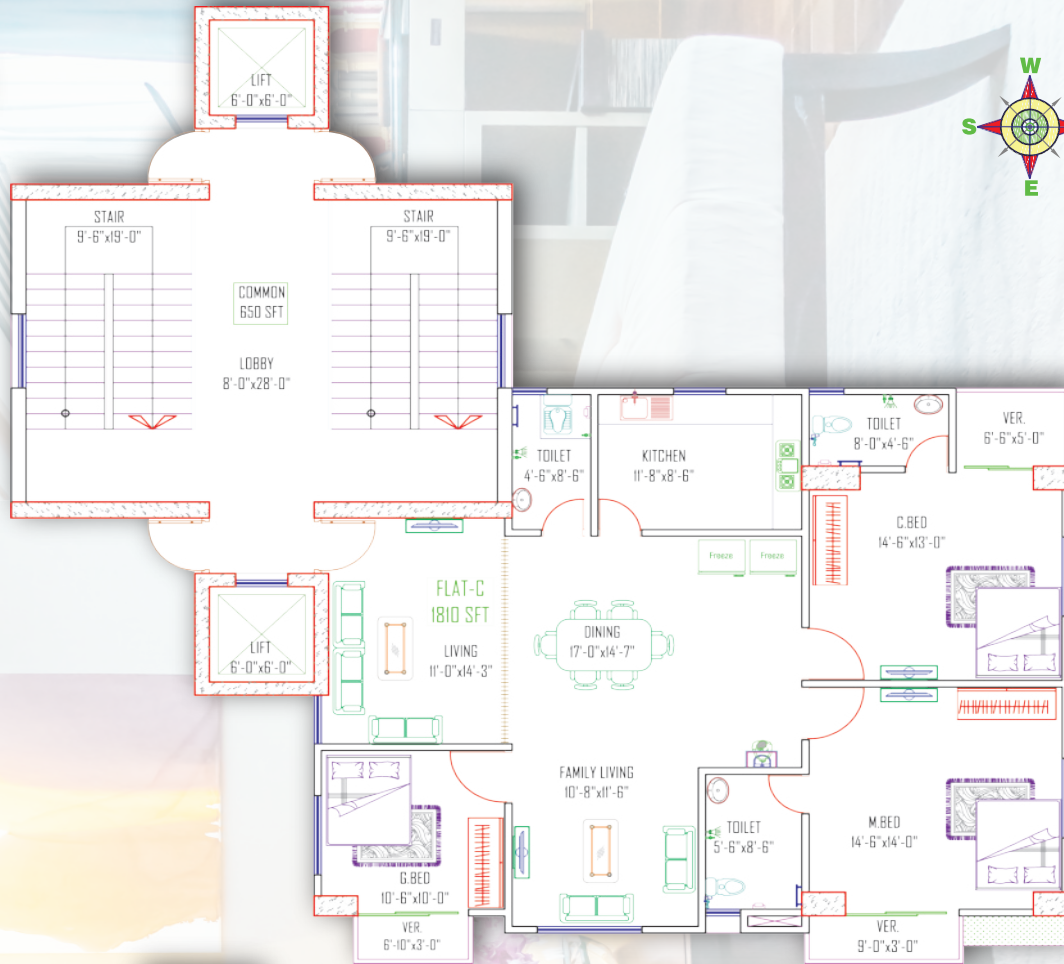 LIFT
6'-0"x6'-0"
W
S
E
STAIR
9'-6"x19'-0"
STAIR
9'-6"x19'-0"
COMMON
650 SFT
LOBBY
8'-0"x28'-0"
TOILET
4'-6"x8'-6"
KITCHEN
11'-8"x8'-6"
TOILET
8'-0"x4'-6"
VER.
6'-6"x5'-0"
C.BED
14'-6"x13'-0"
Freeze
Freeze
FLAT-C
1810 SFT
LIVING
11'-0"x14'-3"
DINING
17'-0"x14'-7"
LIFT
6'-0"x6'-0"
FAMILY LIVING
10'-8"x11'-6"
TOILET
5'-6"x8'-6"
M.BED
14'-6"x14'-0"
G.BED
10'-6"x10'-0"
VER.
6'-10"x3'-0"
VER.
9'-0"x3'-0"